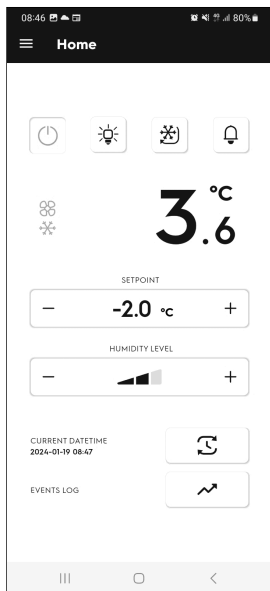 08:46 80%
Home
3.6 °C
SETPOINT
− -2.0 °C +
HUMIDITY LEVEL
− +
CURRENT DATETIME
2024-01-19 08:47
EVENTS LOG